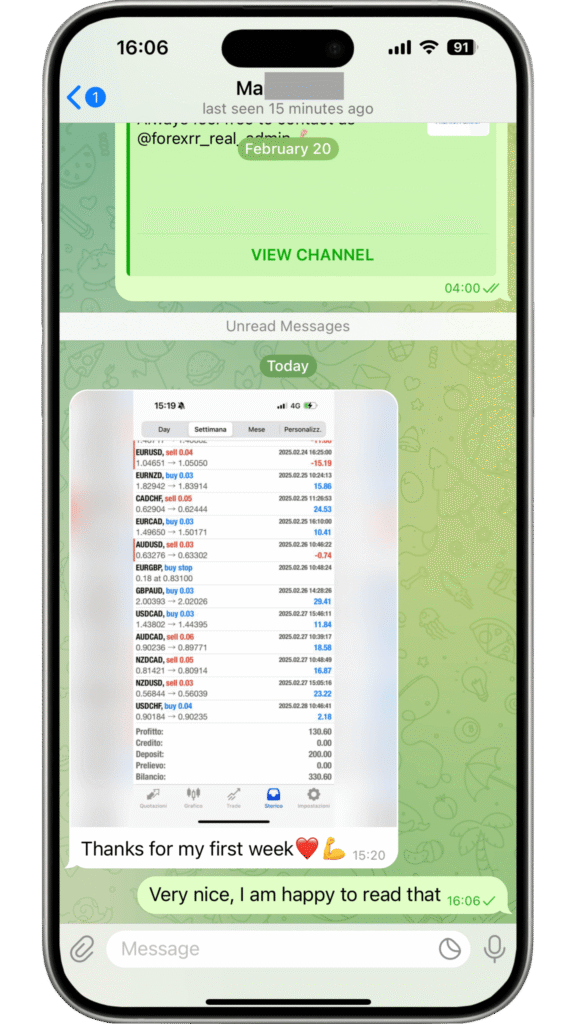 16:06
91
1
Ma
last seen 15 minutes ago
Always feel free to contact us
@forexrr_real_admin
February 20
VIEW CHANNEL
04:00
Unread Messages
Today
15:19
4G
Day Settimana Mese Personalizz.
EURUSD, sell 0.04 2025.02.24 16:25:00
1.04651 → 1.05050 -15.19
EURNZD, buy 0.03 2025.02.25 10:24:13
1.82942 → 1.83914 15.86
CADCHF, sell 0.05 2025.02.25 11:26:53
0.62904 → 0.62444 24.53
EURCAD, buy 0.03 2025.02.25 16:10:00
1.49650 → 1.50171 10.41
AUDUSD, sell 0.03 2025.02.26 10:46:22
0.63276 → 0.63302 -0.74
EURGBP, buy stop 2025.02.26 10:48:24
0.18 at 0.83100
GBPAUD, buy 0.03 2025.02.26 14:28:26
2.00393 → 2.02026 29.41
USDCAD, buy 0.03 2025.02.27 15:46:11
1.43802 → 1.44395 11.84
AUDCAD, sell 0.06 2025.02.27 10:39:17
0.90236 → 0.89771 18.58
NZDCAD, sell 0.05 2025.02.27 10:48:49
0.81421 → 0.80914 16.87
NZDUSD, sell 0.03 2025.02.27 15:05:16
0.56844 → 0.56039 23.22
USDCHF, buy 0.04 2025.02.28 10:46:41
0.90184 → 0.90235 2.18
Profitto: 130.60
Credito: 0.00
Deposit: 200.00
Prelievo: 0.00
Bilancio: 330.60
Quotazioni Grafico Trade Storico Impostazioni
Thanks for my first week❤️💪 15:20
Very nice, I am happy to read that 16:06
Message